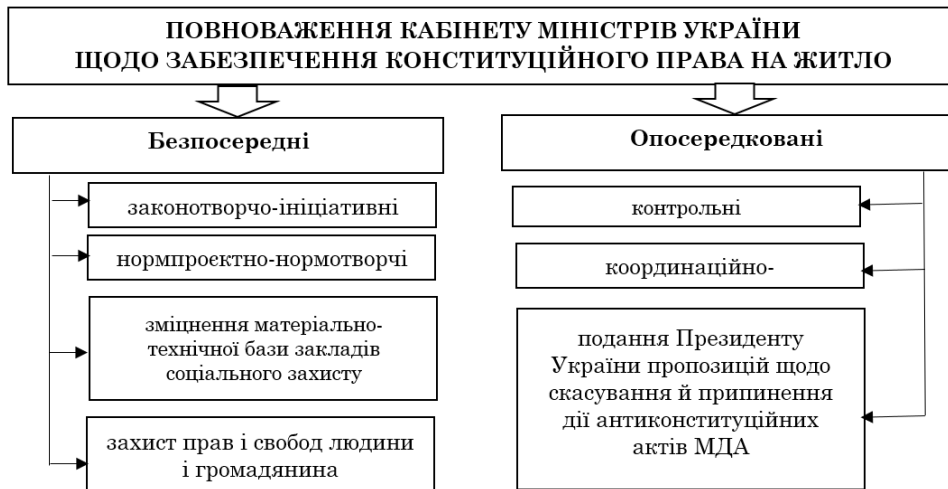 ПОВНОВАЖЕННЯ КАБІНЕТУ МІНІСТРІВ УКРАЇНИ
ЩОДО ЗАБЕЗПЕЧЕННЯ КОНСТИТУЦІЙНОГО ПРАВА НА ЖИТЛО
Безпосередні
законотворчо-ініціативні
нормпроєктно-нормотворчі
зміцнення матеріально-
технічної бази закладів
соціального захисту
захист прав і свобод людини
і громадянина
Опосередковані
контрольні
координаційно-
подання Президенту
України пропозицій щодо
скасування й припинення
дії антиконституційних
актів МДА